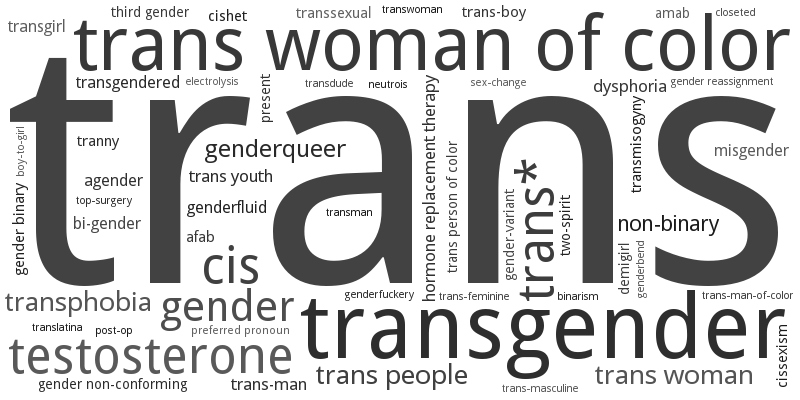 third gender
cishet
transsexual
transwoman
trans-boy
amab
closeted
transgirl
trans woman of color
transgendered
electrolysis
present
transdude
neutrois
hormone replacement therapy
sex-change
dysphoria
gender reassignment
trans
boy-to-girl
tranny
genderqueer
trans person of color
transmisogyny
misgender
agender
trans youth
trans*
gender binary
top-surgery
genderfluid
transman
gender-variant
two-spirit
non-binary
bi-gender
afab
cis
demigirl
genderbend
transphobia
gender
genderfuckery
trans-feminine
binarism
trans-man-of-color
transgender
translatina
post-op
preferred pronoun
cissexism
testosterone
gender non-conforming
trans-man
trans people
trans-masculine
trans woman